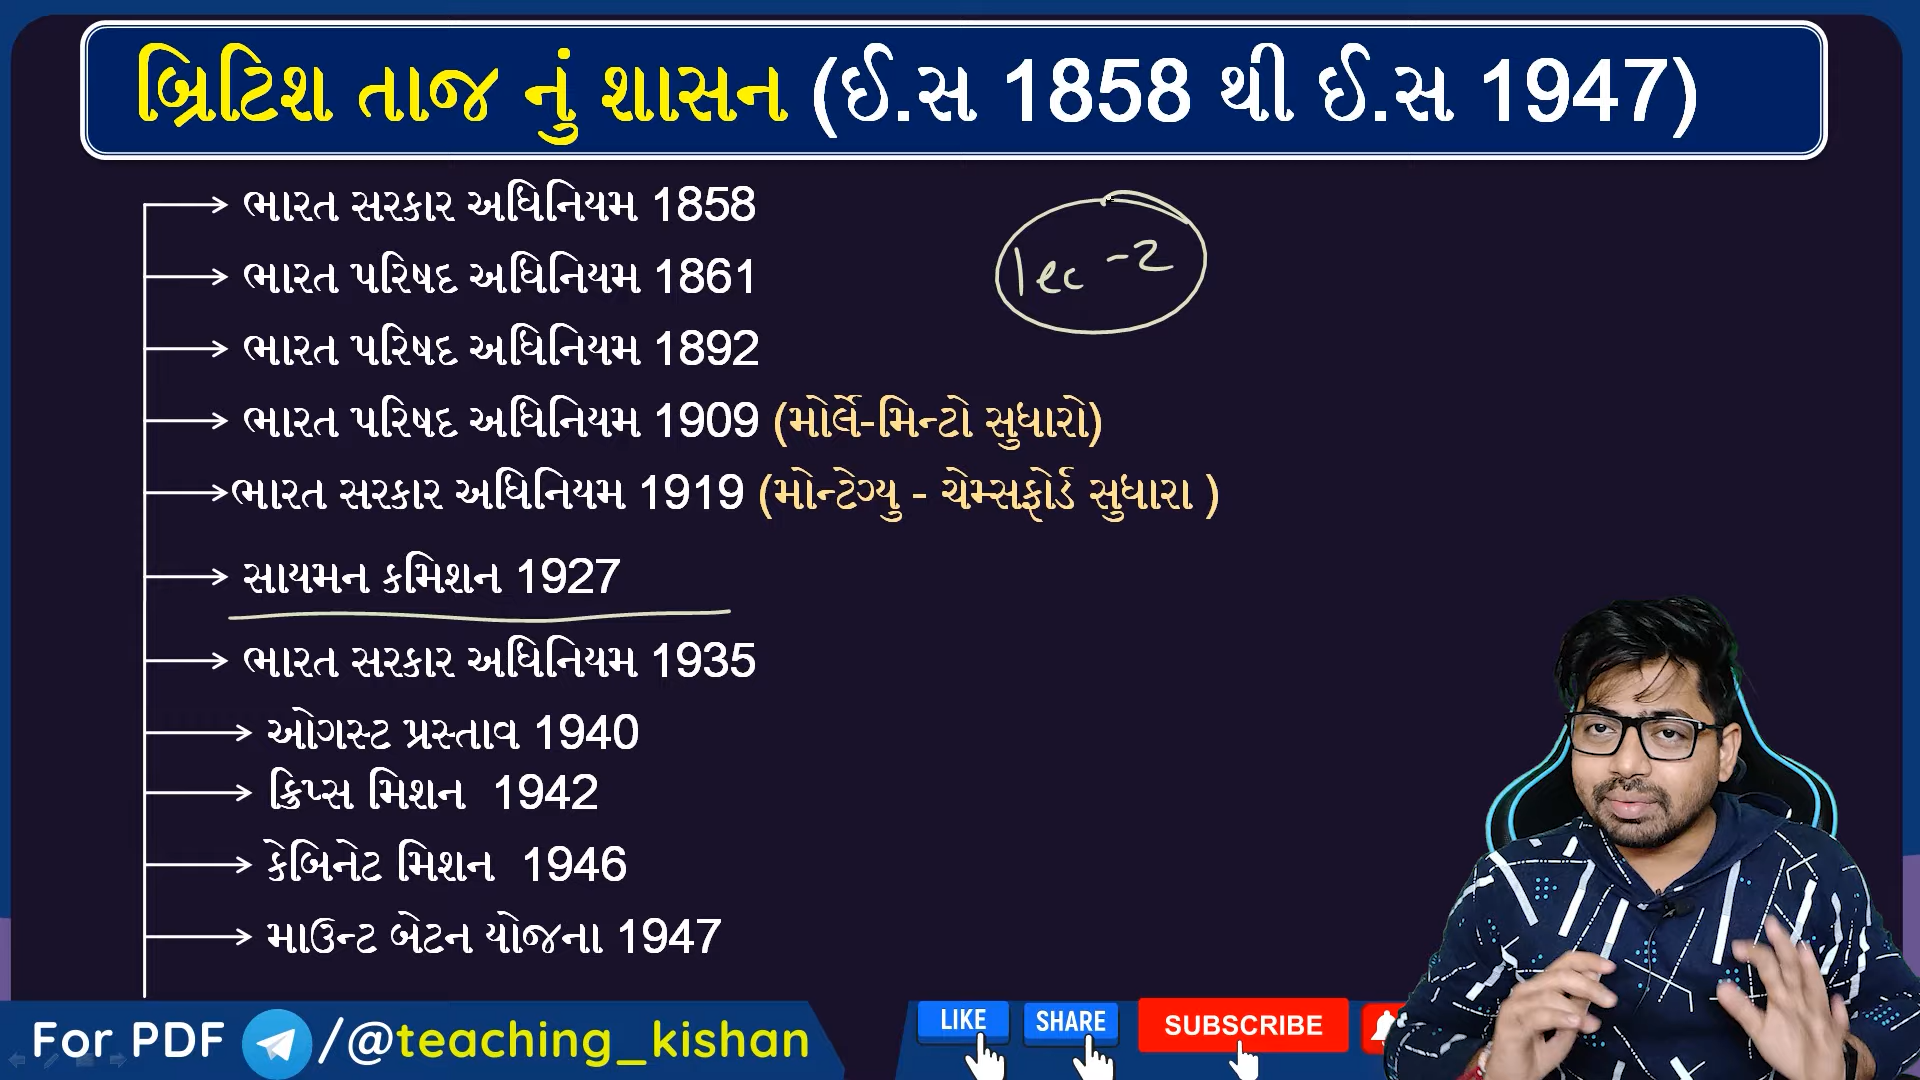 બ્રિટિશ તાજ નું શાસન (ઈ.સ 1858 થી ઈ.સ 1947)
ભારત સરકાર અધિનિયમ 1858
lec -2
ભારત પરિષદ અધિનિયમ 1861
ભારત પરિષદ અધિનિયમ 1892
ભારત પરિષદ અધિનિયમ 1909 (મોર્લે-મિન્ટો સુધારો)
ભારત સરકાર અધિનિયમ 1919 (મોન્ટેગ્યુ - ચેમ્સફોર્ડ સુધારા )
સાયમન કમિશન 1927
ભારત સરકાર અધિનિયમ 1935
ઓગસ્ટ પ્રસ્તાવ 1940
ક્રિપ્સ મિશન 1942
કેબિનેટ મિશન 1946
માઉન્ટ બેટન યોજના 1947
For PDF /@teaching_kishan
LIKE SHARE SUBSCRIBE